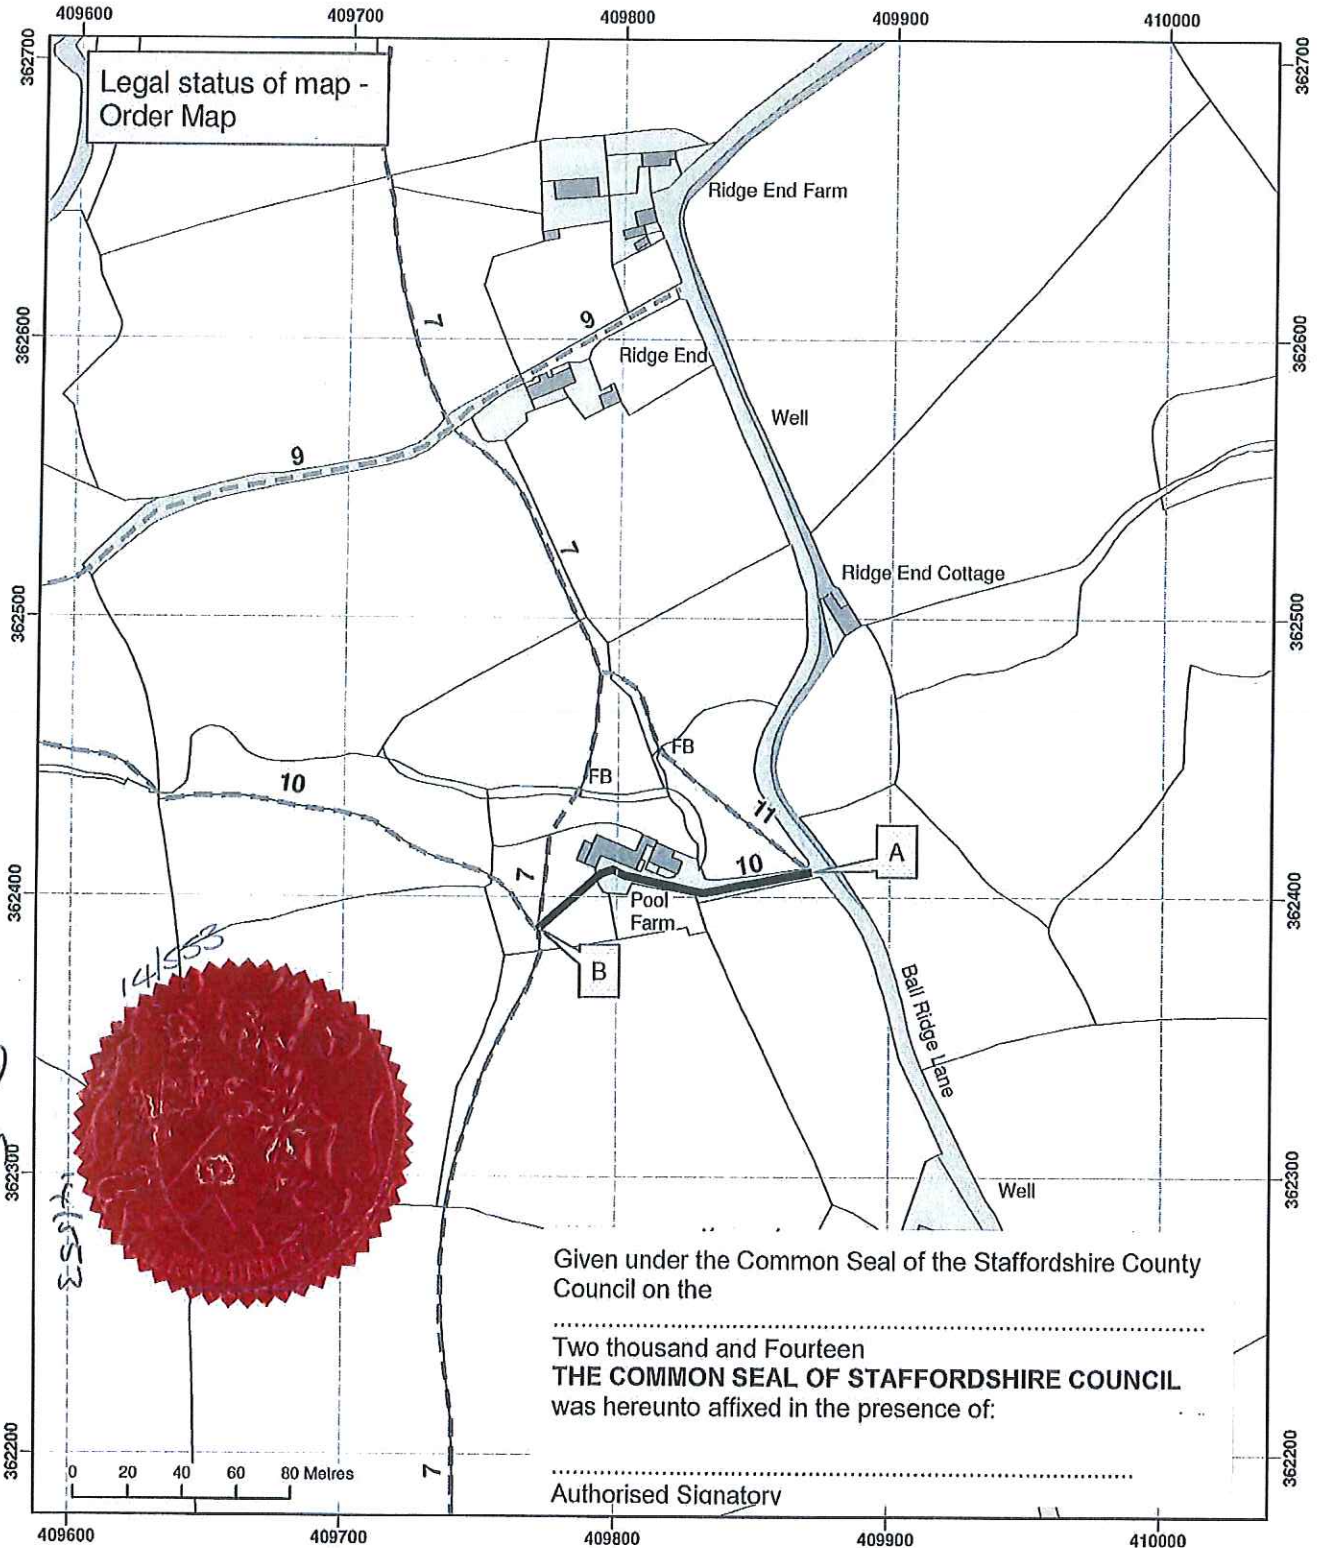 409600 409700 409800 409900 410000
362700
362700
Legal status of map -
Order Map
Ridge End Farm
7
9
362600
362600
Ridge End
Well
9
7
Ridge End Cottage
362500
362500
FB
FB
10
11
10
A
7
362400
362400
Pool
Farm
B
14/553
Ball Ridge Lane
14/553
362300
362300
Well
Given under the Common Seal of the Staffordshire County
Council on the
Two thousand and Fourteen
THE COMMON SEAL OF STAFFORDSHIRE COUNCIL
was hereunto affixed in the presence of:
362200
362200
7
0 20 40 60 80 Metres
Authorised Signatory
409600 409700 409800 409900 410000